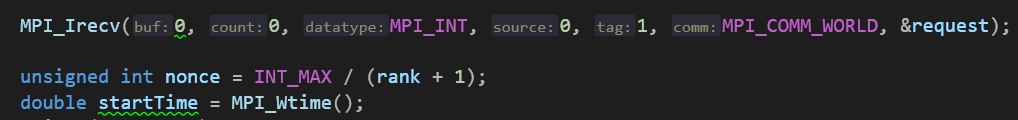 MPI_Irecv(buf:0, count:0, datatype:MPI_INT, source:0, tag:1, comm:MPI_COMM_WORLD, &request);
unsigned int nonce = INT_MAX / (rank + 1);
double startTime = MPI_Wtime();